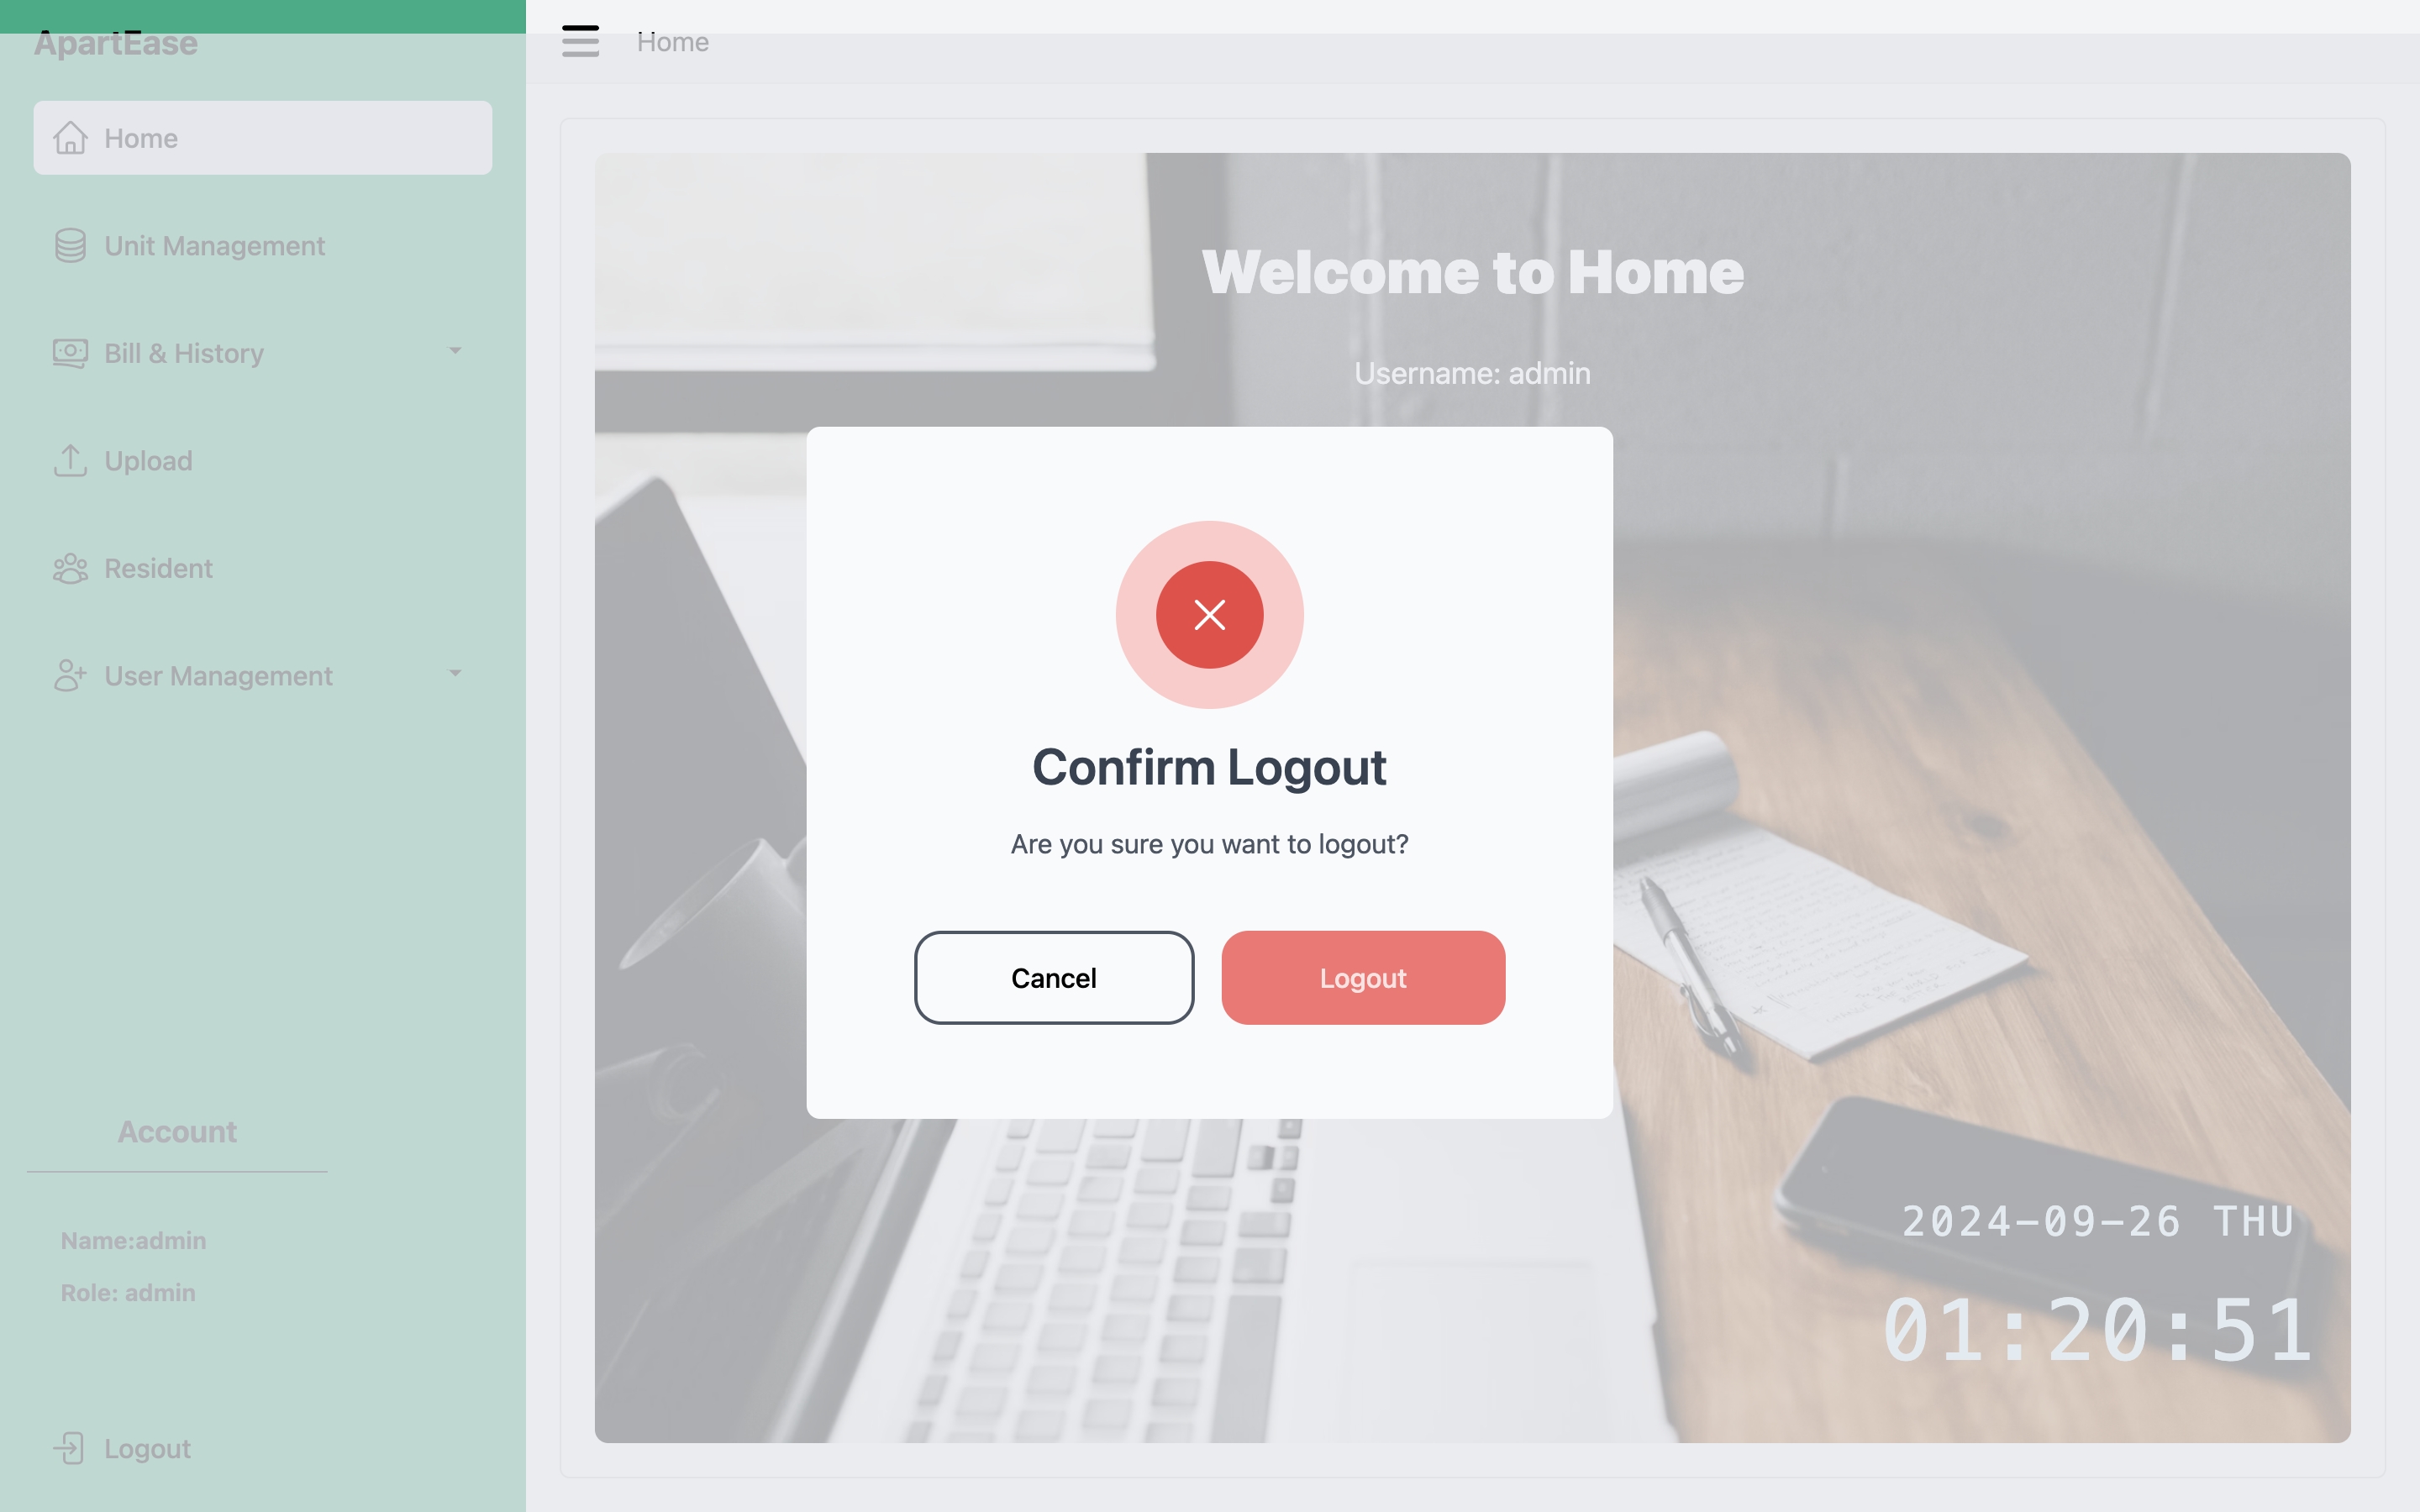 ApartEase
Home
Home
Unit Management
Bill & History
Upload
Resident
User Management
Account
Name:admin
Role: admin
Logout
Welcome to Home
Username: admin
Confirm Logout
Are you sure you want to logout?
Cancel
Logout
2024-09-26 THU
01:20:51